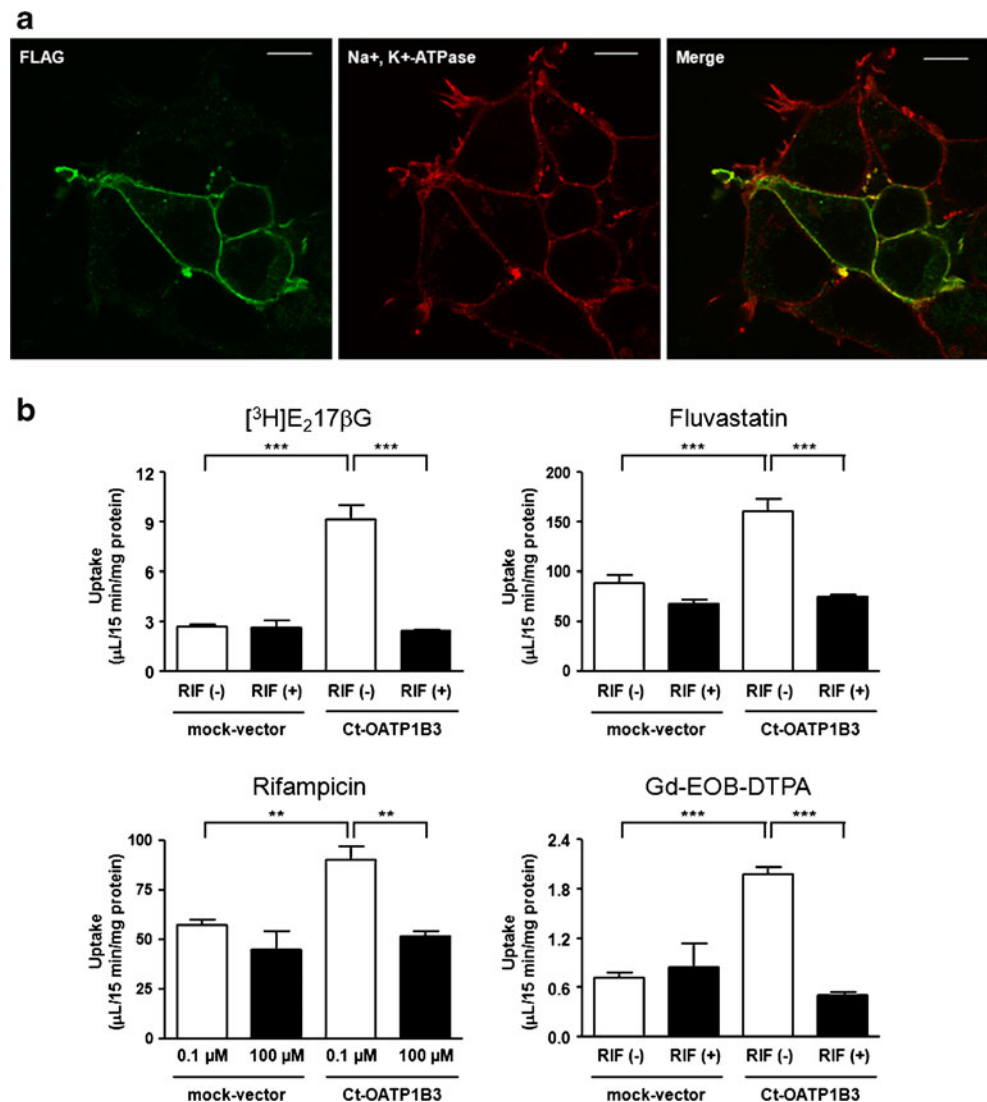 a
FLAG
Na+, K+-ATPase
Merge
b
[³H]E₂17βG
*** ***
Uptake
(µL/15 min/mg protein)
12
9
6
3
0
RIF (-) RIF (+) RIF (-) RIF (+)
mock-vector Ct-OATP1B3
Fluvastatin
*** ***
Uptake
(µL/15 min/mg protein)
200
150
100
50
0
RIF (-) RIF (+) RIF (-) RIF (+)
mock-vector Ct-OATP1B3
Rifampicin
** **
Uptake
(µL/15 min/mg protein)
100
75
50
25
0
0.1 µM 100 µM 0.1 µM 100 µM
mock-vector Ct-OATP1B3
Gd-EOB-DTPA
*** ***
Uptake
(µL/15 min/mg protein)
2.4
1.8
1.2
0.6
0.0
RIF (-) RIF (+) RIF (-) RIF (+)
mock-vector Ct-OATP1B3